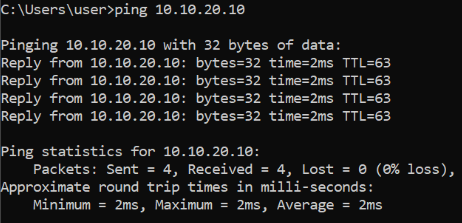 C:\Users\user>ping 10.10.20.10
Pinging 10.10.20.10 with 32 bytes of data:
Reply from 10.10.20.10: bytes=32 time=2ms TTL=63
Reply from 10.10.20.10: bytes=32 time=2ms TTL=63
Reply from 10.10.20.10: bytes=32 time=2ms TTL=63
Reply from 10.10.20.10: bytes=32 time=2ms TTL=63
Ping statistics for 10.10.20.10:
Packets: Sent = 4, Received = 4, Lost = 0 (0% loss),
Approximate round trip times in milli-seconds:
Minimum = 2ms, Maximum = 2ms, Average = 2ms